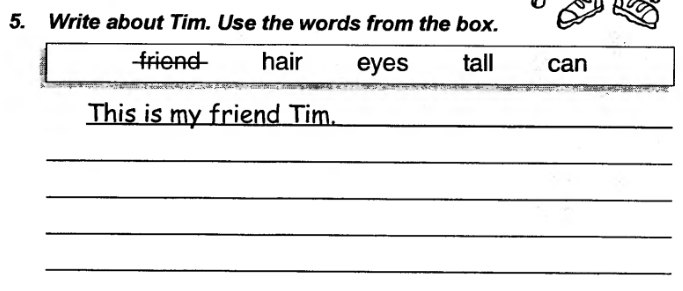 5. Write about Tim. Use the words from the box.
friend hair eyes tall can
This is my friend Tim.